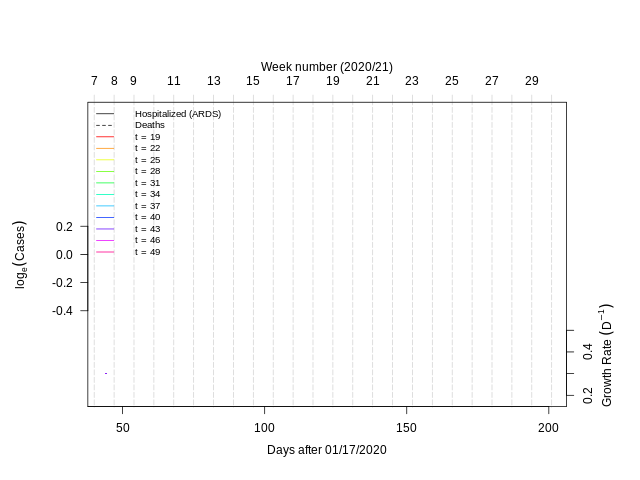 Week number (2020/21)
7 8 9 11 13 15 17 19 21 23 25 27 29
Hospitalized (ARDS)
Deaths
t = 19
t = 22
t = 25
t = 28
t = 31
t = 34
t = 37
t = 40
t = 43
t = 46
t = 49
logₑ(Cases)
0.2
0.0
-0.2
-0.4
Growth Rate (D⁻¹)
0.4
0.2
50 100 150 200
Days after 01/17/2020